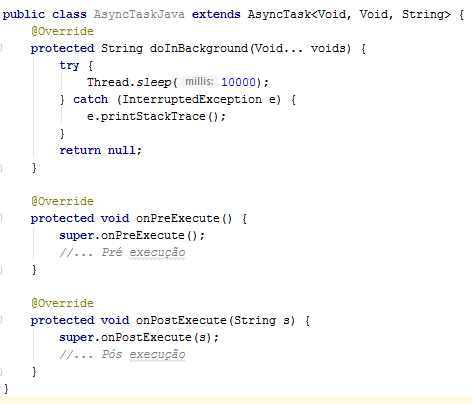 public class AsyncTaskJava extends AsyncTask<Void, Void, String> {
@Override
protected String doInBackground(Void... voids) {
try {
Thread.sleep( millis: 10000);
} catch (InterruptedException e) {
e.printStackTrace();
}
return null;
}
@Override
protected void onPreExecute() {
super.onPreExecute();
//... Pré execução
}
@Override
protected void onPostExecute(String s) {
super.onPostExecute(s);
//... Pós execução
}
}